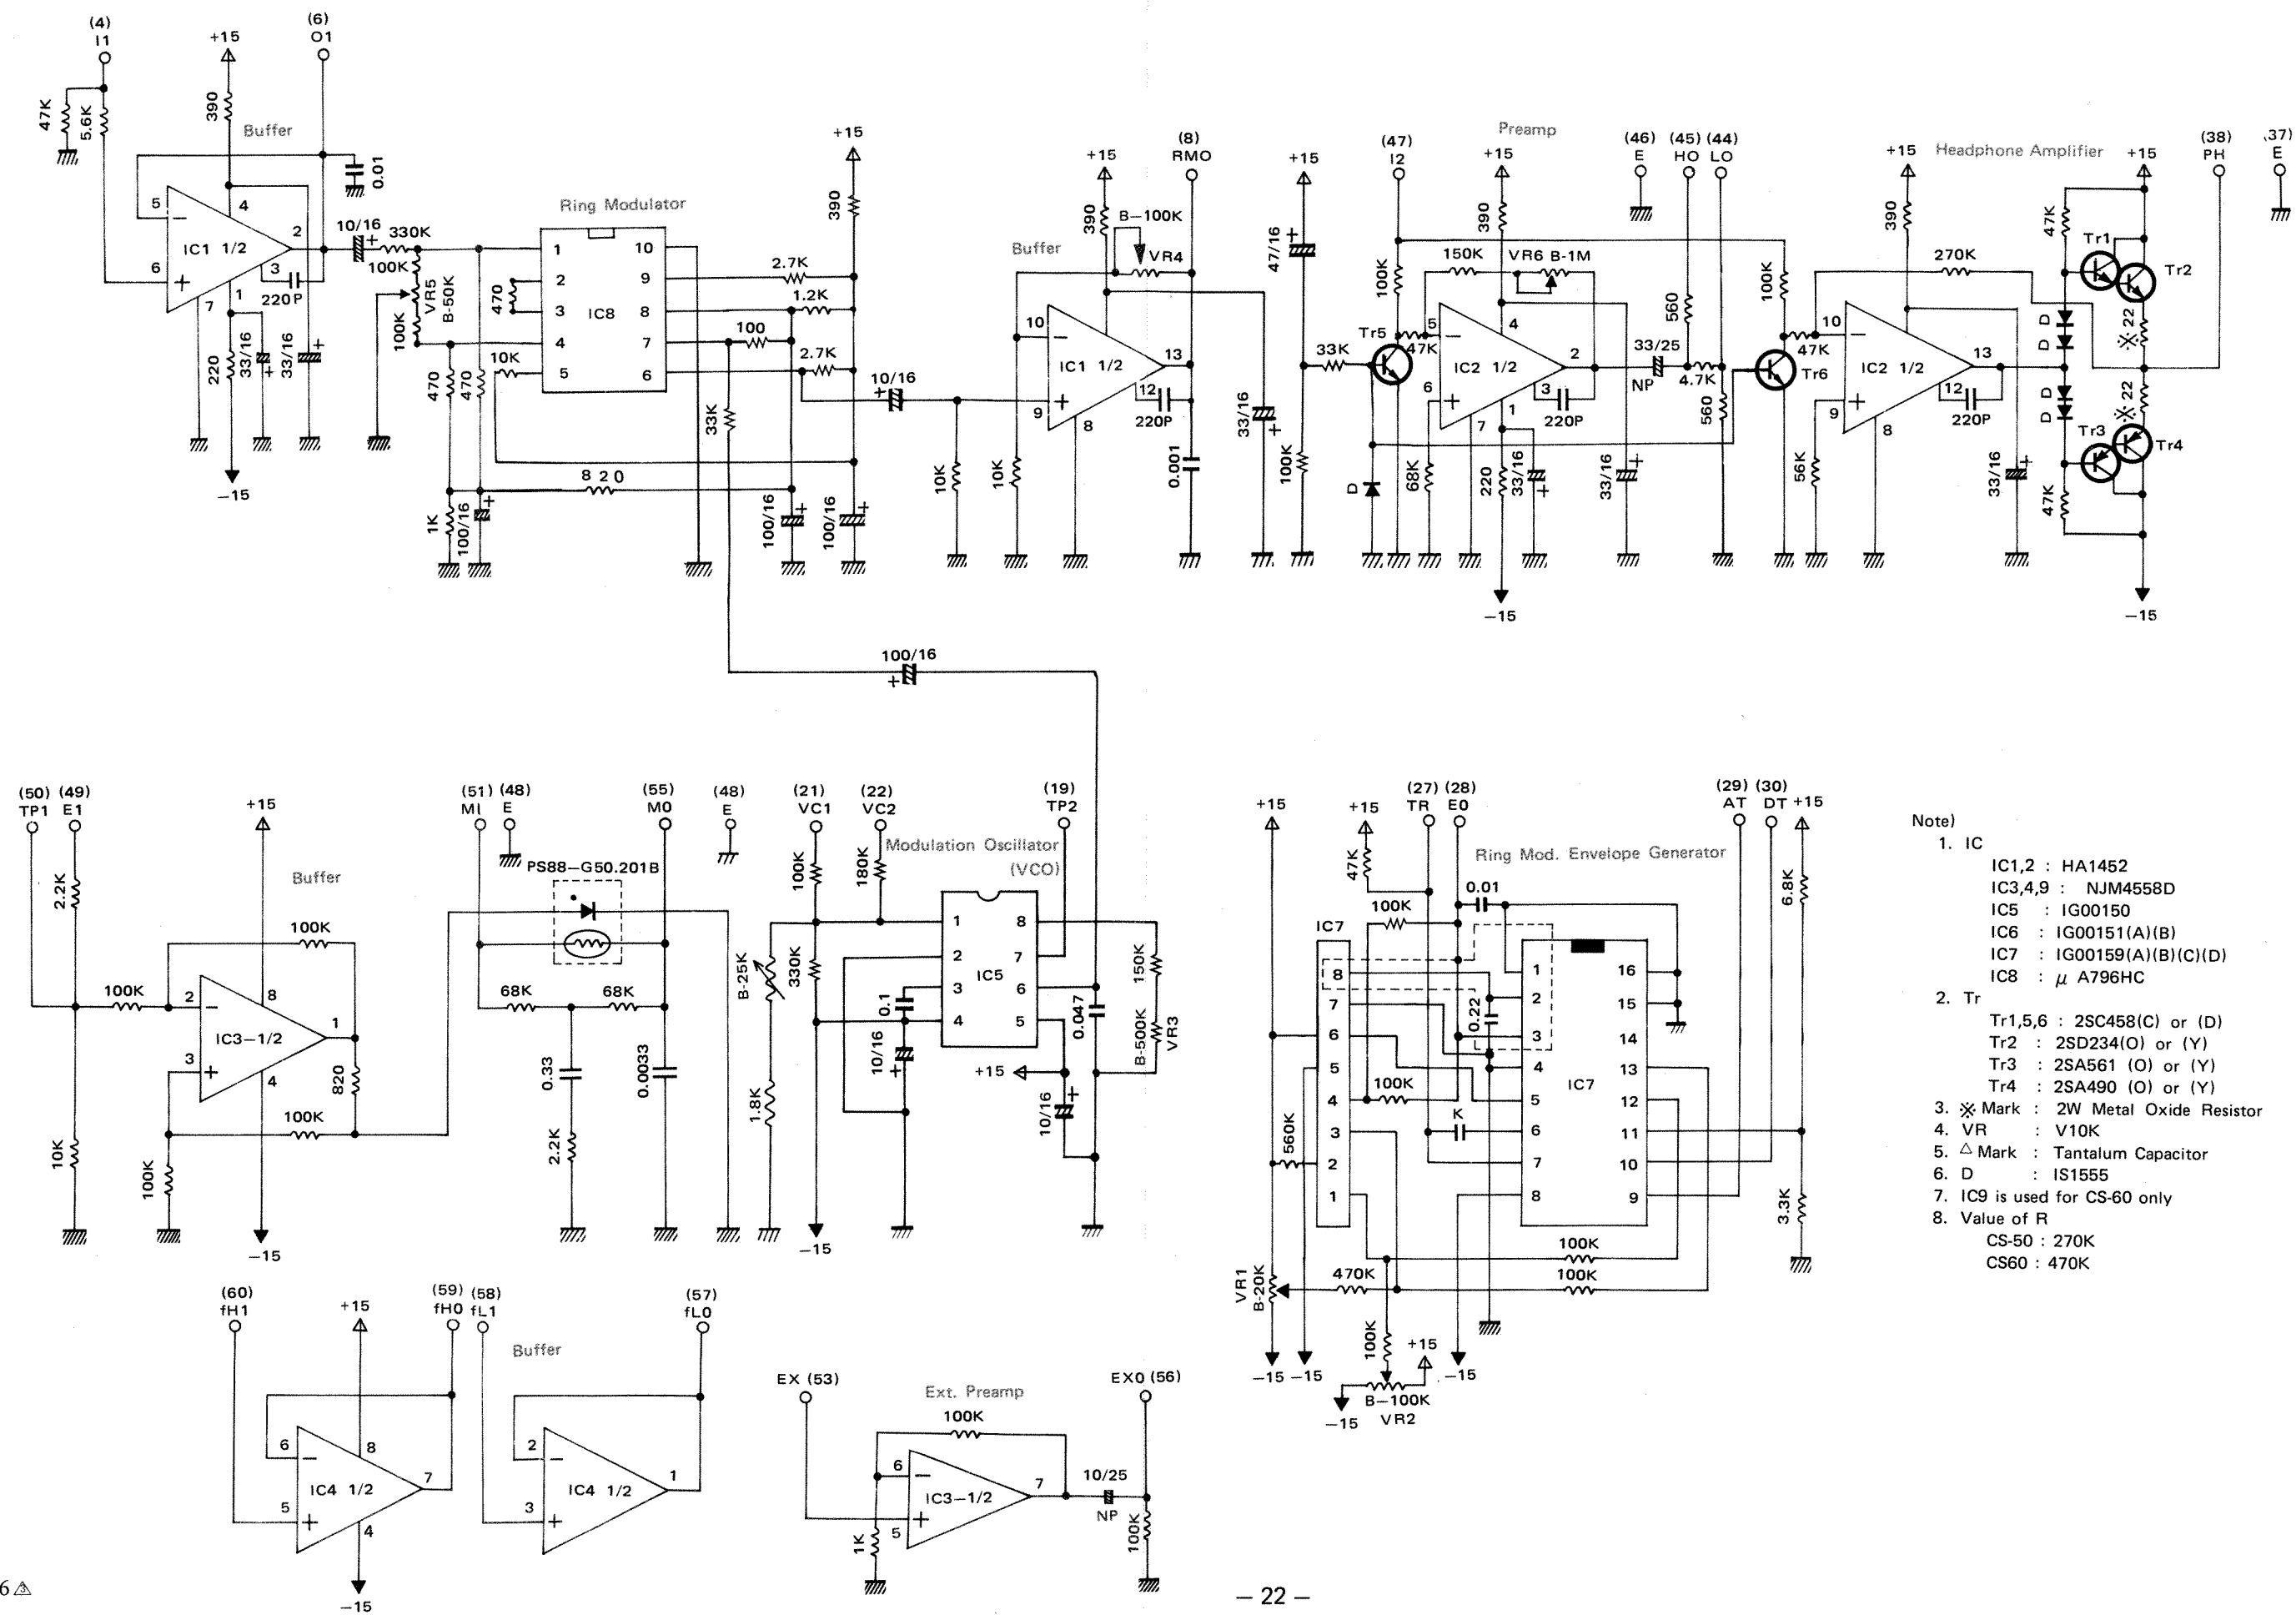 (4)
I1
(6)
O1
+15
47K
5.6K
390
Buffer
0.01
5
4
2
IC1 1/2
6
3
220P
7
1
220
33/16
33/16
−15
10/16
330K
100K
VR5
B-50K
100K
470
470
10K
470
Ring Modulator
1
2
3
4
5
10
9
8
7
6
IC8
+15
390
2.7K
1.2K
100
2.7K
33K
10/16
820
1K
100/16
100/16
100/16
Buffer
+15
390
B−100K
VR4
(8)
RMO
10
IC1 1/2
13
12
9
8
220P
10K
10K
0.001
33/16
+15
47/16
33K
100K
(47)
I2
100K
Tr5
47K
D
68K
Preamp
+15
390
150K
VR6 B-1M
5
4
IC2 1/2
2
6
3
1
7
220P
220
33/16
33/16
−15
33/25
NP
(46)
E
(45)
HO
(44)
LO
560
4.7K
560
100K
Tr6
47K
56K
Headphone Amplifier
+15
390
270K
10
IC2 1/2
13
12
9
8
220P
33/16
+15
47K
Tr1
Tr2
D D
※22
D D
※22
Tr3
Tr4
47K
−15
(38)
PH
(37)
E
100/16
(50)
TP1
(49)
E1
2.2K
10K
+15
Buffer
100K
100K
2
8
IC3−1/2
1
3
4
820
100K
100K
−15
(51)
MI
(48)
E
(55)
MO
(48)
E
PS88−G50.201B
68K
68K
0.33
0.0033
2.2K
(21)
VC1
(22)
VC2
100K
180K
B-25K
330K
1.8K
−15
Modulation Oscillator
(VCO)
(19)
TP2
1
2
3
4
8
7
6
5
IC5
0.1
10/16
+15
10/16
0.047
150K
B-500K
VR3
+15
+15
(27)
TR
(28)
E0
(29)
AT
(30)
DT
+15
47K
Ring Mod. Envelope Generator
100K
0.01
6.8K
IC7
8
7
6
5
4
3
2
1
0.22
100K
K
560K
1
2
3
4
5
6
7
8
16
15
14
13
12
11
10
9
IC7
3.3K
VR1
B-20K
470K
100K
100K
100K
+15
−15
−15
−15
−15
B−100K
VR2
Note)
1. IC
IC1,2 : HA1452
IC3,4,9 : NJM4558D
IC5 : IG00150
IC6 : IG00151(A)(B)
IC7 : IG00159(A)(B)(C)(D)
IC8 : μ A796HC
2. Tr
Tr1,5,6 : 2SC458(C) or (D)
Tr2 : 2SD234(O) or (Y)
Tr3 : 2SA561 (O) or (Y)
Tr4 : 2SA490 (O) or (Y)
3. ※ Mark : 2W Metal Oxide Resistor
4. VR : V10K
5. △ Mark : Tantalum Capacitor
6. D : IS1555
7. IC9 is used for CS-60 only
8. Value of R
CS-50 : 270K
CS60 : 470K
(60)
fH1
+15
(59)
fH0
6
8
IC4 1/2
7
5
4
−15
(58)
fL1
Buffer
(57)
fL0
2
IC4 1/2
1
3
EX (53)
Ext. Preamp
100K
6
IC3−1/2
7
5
1K
10/25
NP
EX0 (56)
100K
6
− 22 −